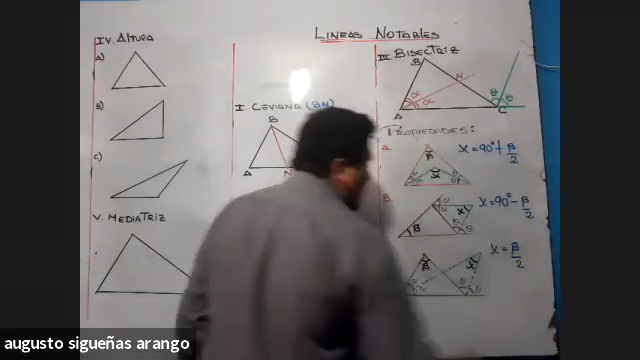 LINEAS NOTABLES
IV. ALTURA
A)
B)
C)
V. MEDIATRIZ
I. CEVIANA (BN)
B
A
N
III BISECTRIZ
B
N
α
α
θ
θ
A
C
PROPIEDADES:
A.
β
x
x = 90° + β/2
B.
β
x
x = 90° - β/2
β
x
x = β/2
augusto sigueñas arango